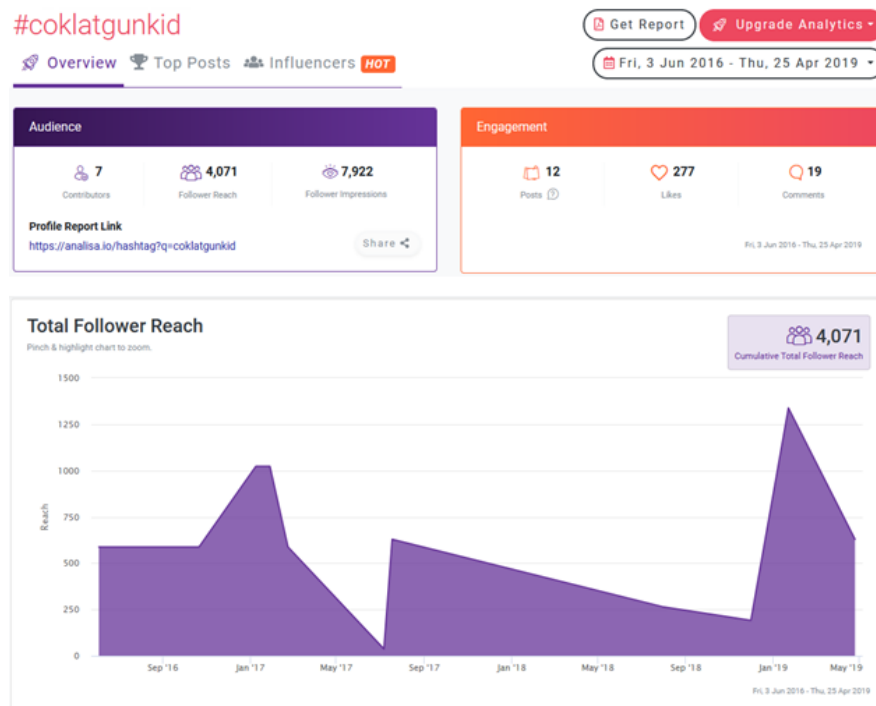 #coklatgunkid
Get Report
Upgrade Analytics
Overview
Top Posts
Influencers HOT
Fri, 3 Jun 2016 - Thu, 25 Apr 2019
Audience
7
Contributors
4,071
Follower Reach
7,922
Follower Impressions
Profile Report Link
https://analisa.io/hashtag?q=coklatgunkid
Share
Engagement
12
Posts ?
277
Likes
19
Comments
Fri, 3 Jun 2016 - Thu, 25 Apr 2019
Total Follower Reach
Pinch & highlight chart to zoom.
4,071
Cumulative Total Follower Reach
1500
1250
1000
750
500
250
0
Reach
Sep '16 Jan '17 May '17 Sep '17 Jan '18 May '18 Sep '18 Jan '19 May '19
Fri, 3 Jun 2016 - Thu, 25 Apr 2019